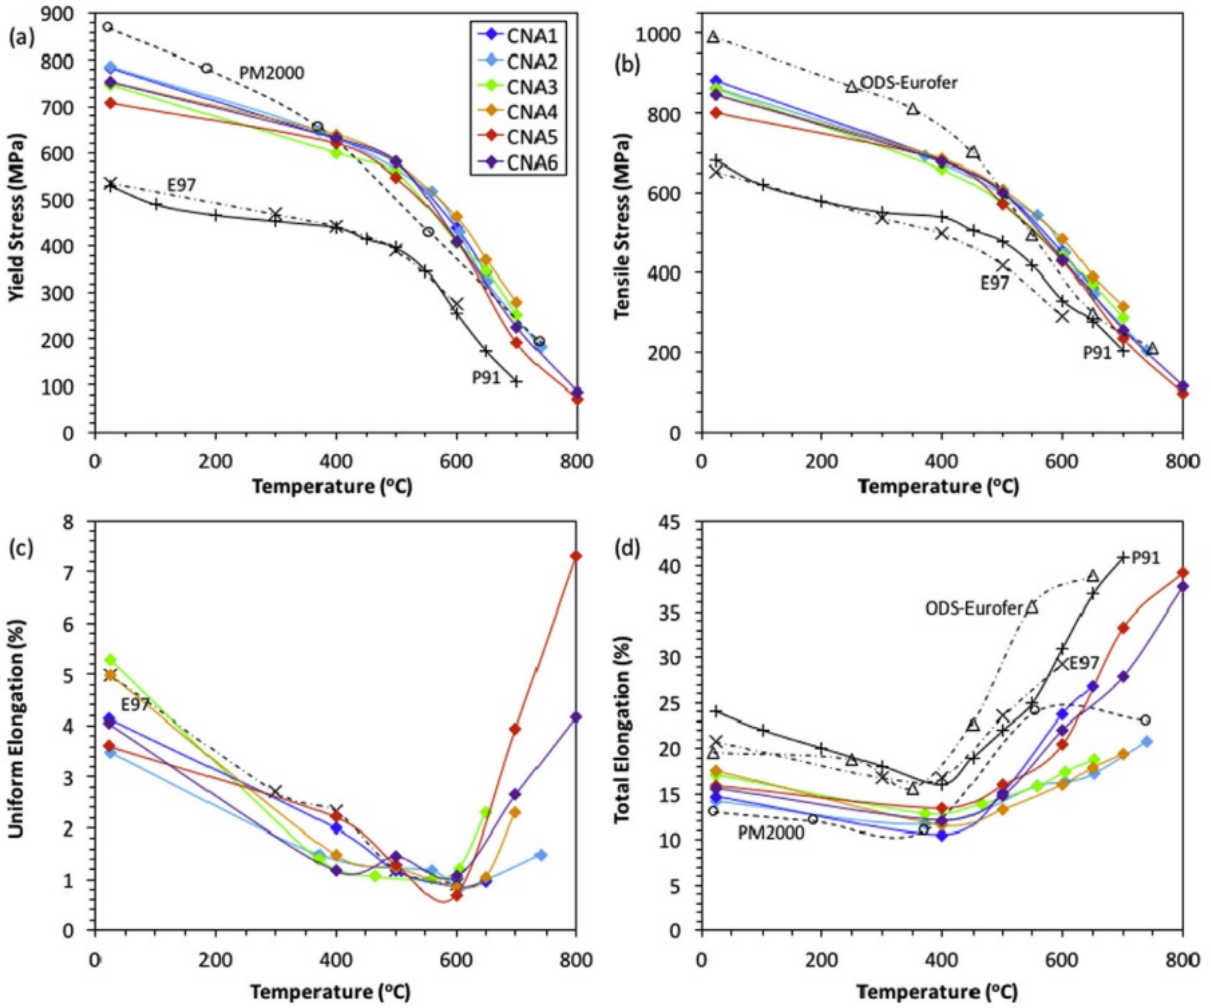 (a)
900
800
700
600
500
400
300
200
100
0
Yield Stress (MPa)
PM2000
E97
P91
CNA1
CNA2
CNA3
CNA4
CNA5
CNA6
0 200 400 600 800
Temperature (°C)
(b)
1000
800
600
400
200
0
Tensile Stress (MPa)
ODS-Eurofer
E97
P91
0 200 400 600 800
Temperature (°C)
(c)
8
7
6
5
4
3
2
1
0
Uniform Elongation (%)
E97
0 200 400 600 800
Temperature (°C)
(d)
45
40
35
30
25
20
15
10
5
0
Total Elongation (%)
P91
ODS-Eurofer
E97
PM2000
0 200 400 600 800
Temperature (°C)